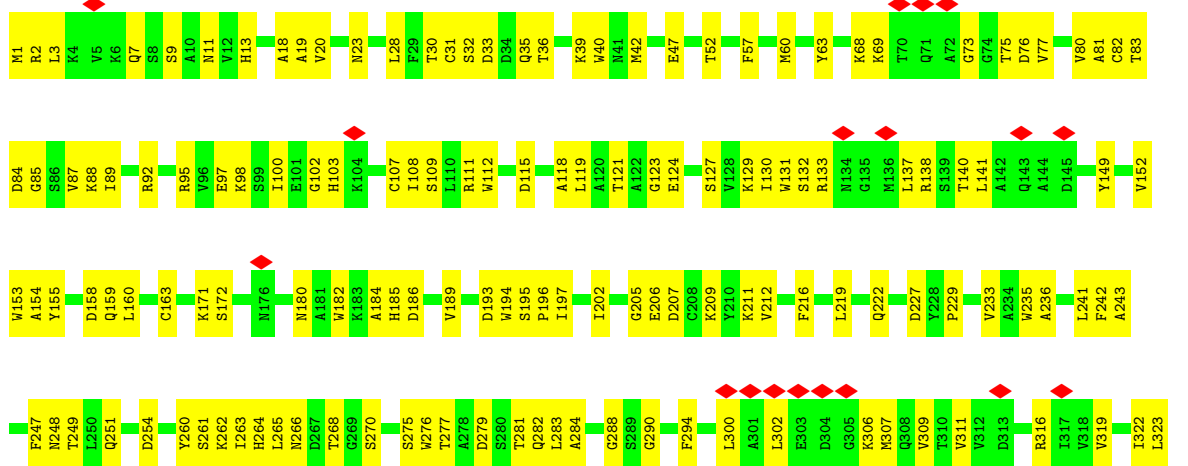 M1 R2 L3 K4 V5 K6 Q7 S8 S9 A10 N11 V12 H13 A18 A19 V20 N23 L28 F29 T30 C31 S32 D33 D34 Q35 T36 K39 W40 N41 M42 E47 T52 F57 M60 Y63 K68 K69 T70 Q71 A72 G73 G74 T75 D76 V77 V80 A81 C82 T83
D84 G85 S86 V87 K88 I89 R92 R95 V96 E97 K98 S99 I100 E101 G102 H103 K104 C107 I108 S109 L110 R111 W112 D115 A118 L119 A120 T121 A122 G123 E124 S127 V128 K129 I130 W131 S132 R133 N134 G135 M136 L137 R138 S139 T140 L141 A142 Q143 A144 D145 Y149 V152
W153 A154 Y155 D158 Q159 L160 C163 K171 S172 N176 N180 A181 W182 K183 A184 H185 D186 V189 D193 W194 S195 P196 I197 I202 G205 E206 D207 C208 K209 Y210 K211 V212 F216 L219 Q222 D227 Y228 P229 V233 A234 W235 A236 L241 F242 A243
F247 N248 T249 L250 Q251 D254 Y260 S261 K262 I263 H264 L265 N266 D267 T268 G269 S270 S275 W276 T277 A278 D279 S280 T281 Q282 L283 A284 G288 S289 G290 F294 L300 A301 L302 E303 D304 G305 K306 M307 Q308 V309 T310 V311 V312 D313 R316 I317 V318 V319 I322 L323